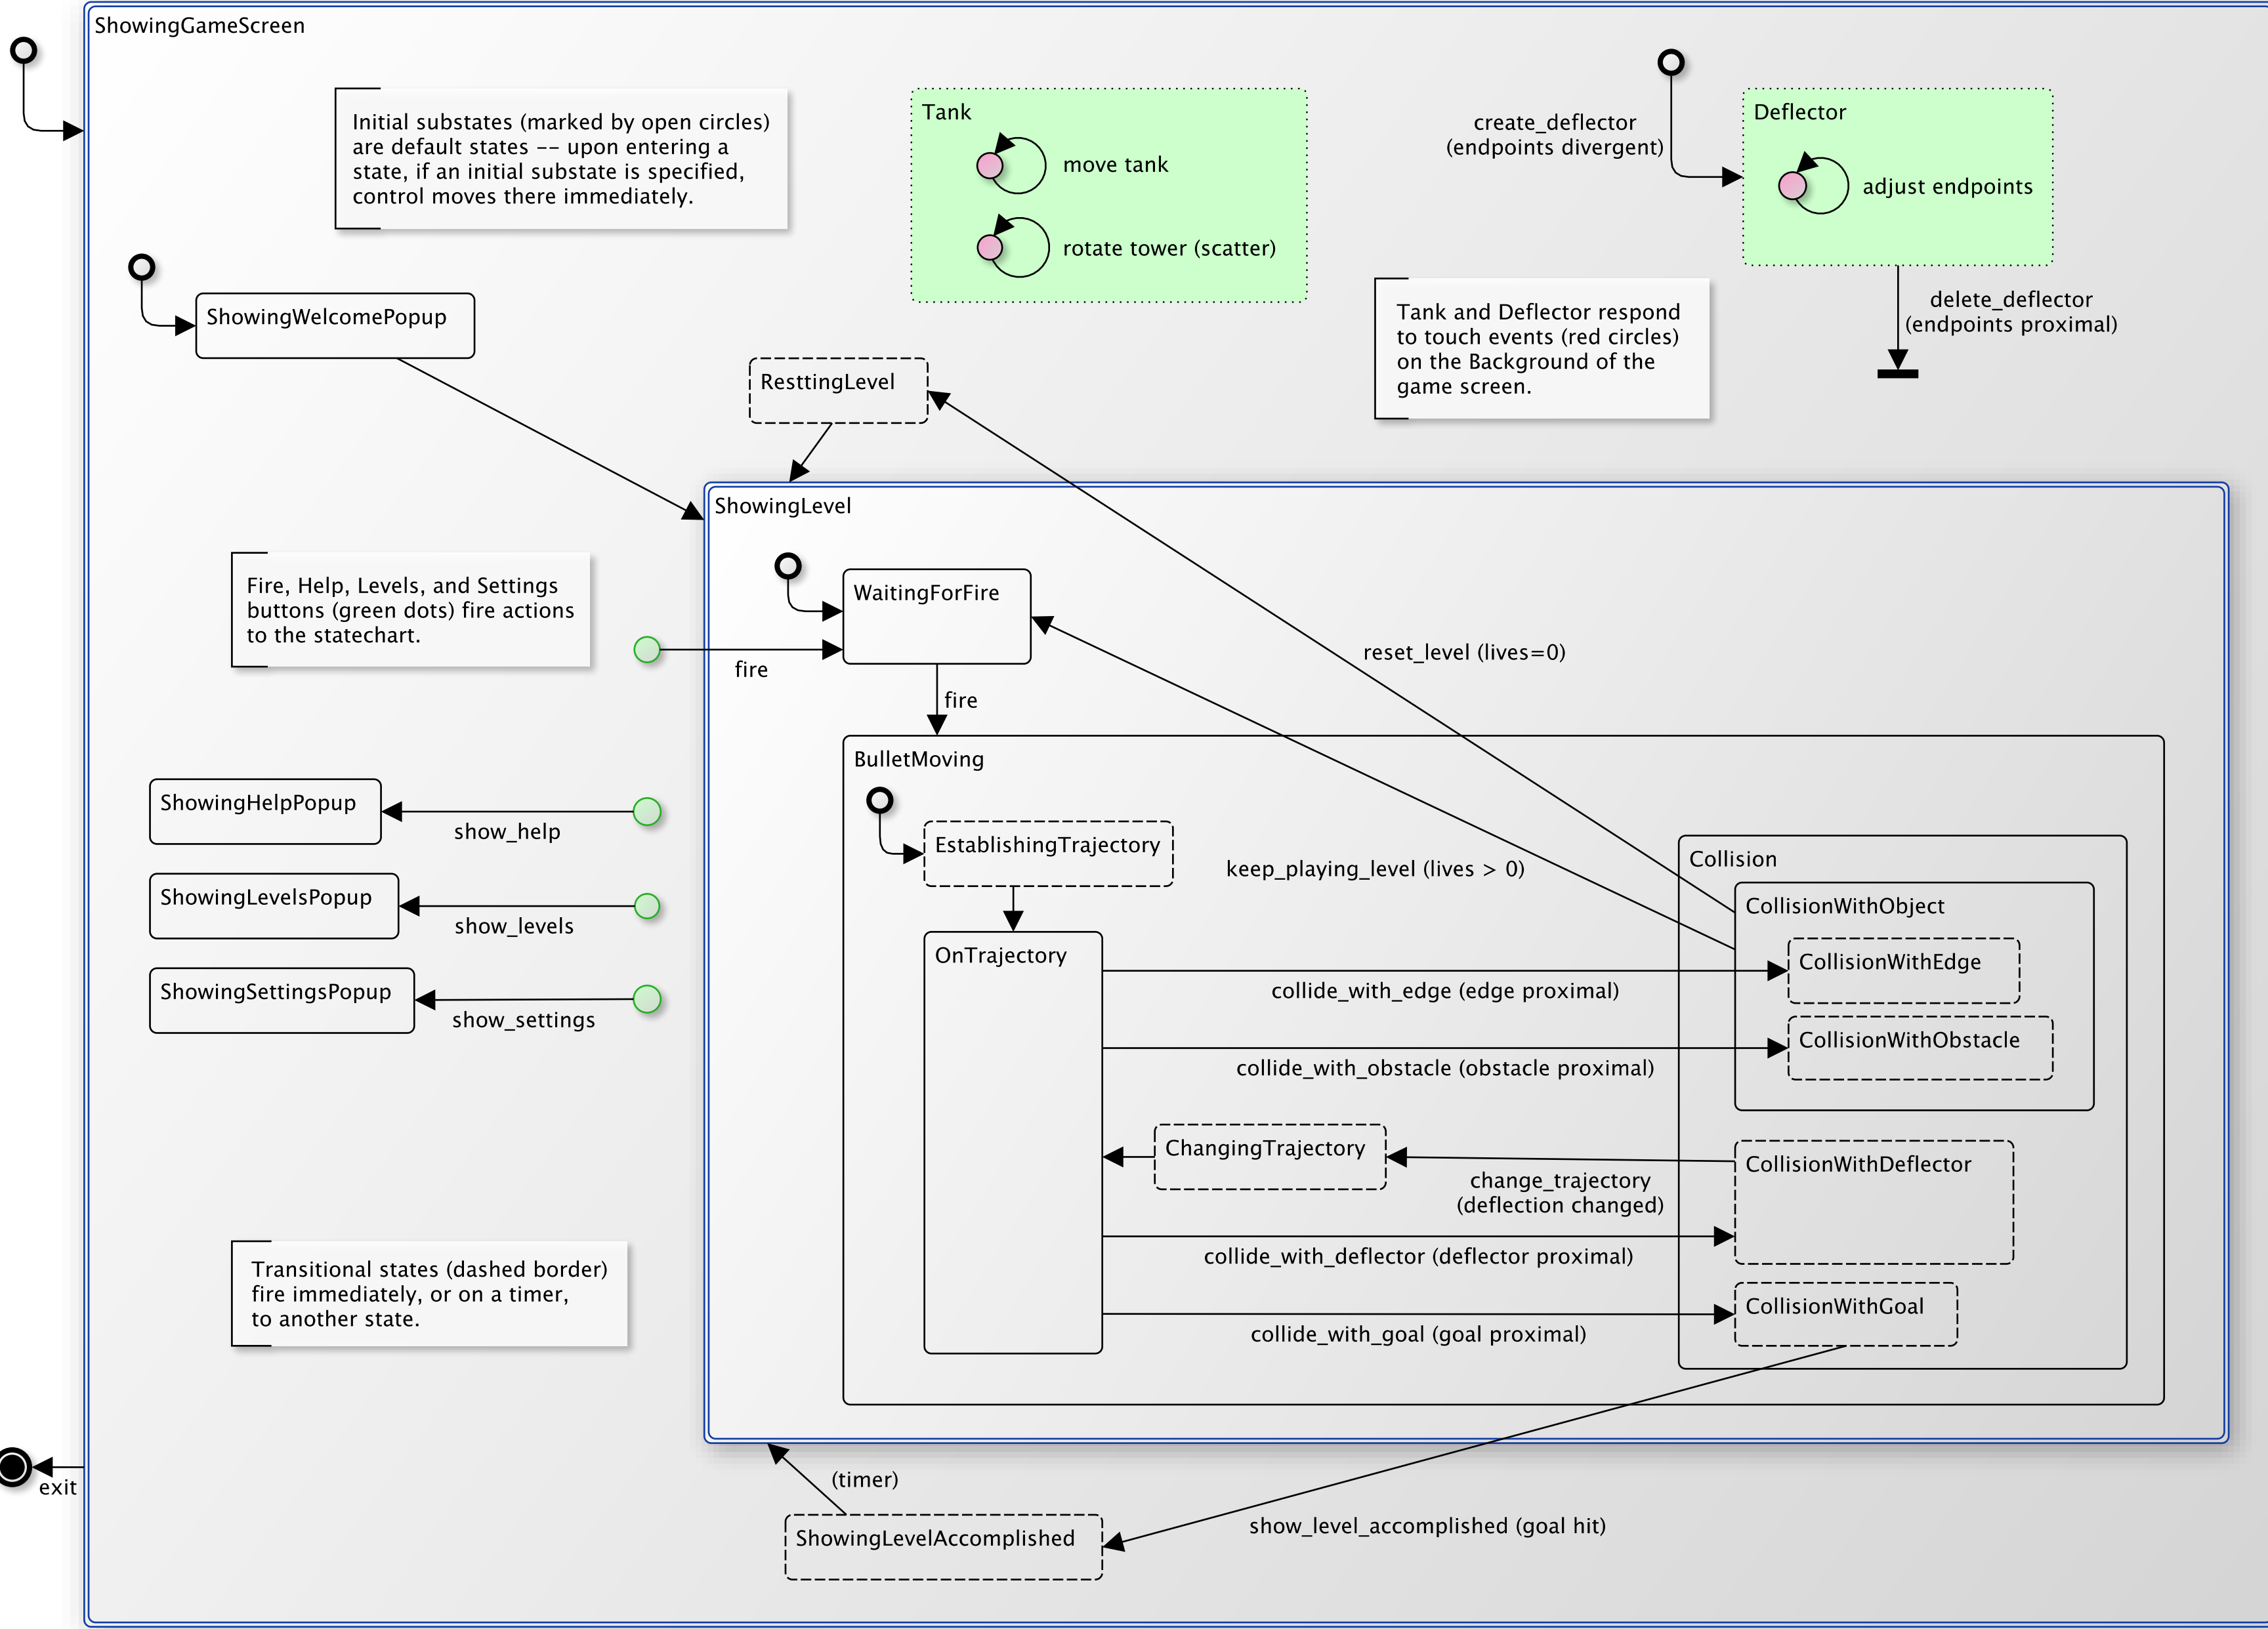 ShowingGameScreen
Initial substates (marked by open circles)
are default states -- upon entering a
state, if an initial substate is specified,
control moves there immediately.
Tank
move tank
rotate tower (scatter)
create_deflector
(endpoints divergent)
Deflector
adjust endpoints
delete_deflector
(endpoints proximal)
Tank and Deflector respond
to touch events (red circles)
on the Background of the
game screen.
ShowingWelcomePopup
ResttingLevel
ShowingLevel
Fire, Help, Levels, and Settings
buttons (green dots) fire actions
to the statechart.
WaitingForFire
fire
fire
reset_level (lives=0)
BulletMoving
ShowingHelpPopup
show_help
EstablishingTrajectory
keep_playing_level (lives > 0)
Collision
CollisionWithObject
ShowingLevelsPopup
show_levels
OnTrajectory
CollisionWithEdge
collide_with_edge (edge proximal)
ShowingSettingsPopup
show_settings
CollisionWithObstacle
collide_with_obstacle (obstacle proximal)
ChangingTrajectory
change_trajectory
(deflection changed)
CollisionWithDeflector
collide_with_deflector (deflector proximal)
CollisionWithGoal
collide_with_goal (goal proximal)
Transitional states (dashed border)
fire immediately, or on a timer,
to another state.
exit
(timer)
show_level_accomplished (goal hit)
ShowingLevelAccomplished